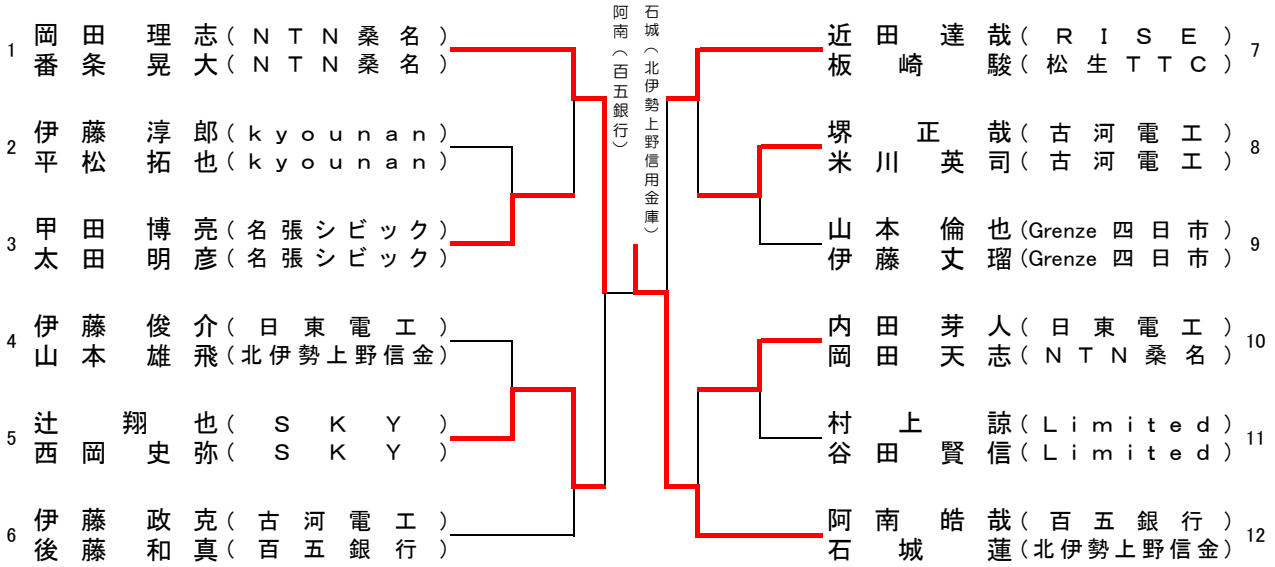 阿南（百五銀行）
石城（北伊勢上野信用金庫）
1
岡田 理志(ＮＴＮ桑名)
番条 晃大(ＮＴＮ桑名)
2
伊藤 淳郎(ｋｙｏｕｎａｎ)
平松 拓也(ｋｙｏｕｎａｎ)
3
甲田 博亮(名張シビック)
太田 明彦(名張シビック)
4
伊藤 俊介(日東電工)
山本 雄飛(北伊勢上野信金)
5
辻 翔也(ＳＫＹ)
西岡 史弥(ＳＫＹ)
6
伊藤 政克(古河電工)
後藤 和真(百五銀行)
近田 達哉(ＲＩＳＥ)
板崎 駿(松生ＴＴＣ)
7
堺 正哉(古河電工)
米川 英司(古河電工)
8
山本 倫也(Grenze 四日市)
伊藤 丈瑠(Grenze 四日市)
9
内田 芽人(日東電工)
岡田 天志(ＮＴＮ桑名)
10
村上 諒(Ｌｉｍｉｔｅｄ)
谷田 賢信(Ｌｉｍｉｔｅｄ)
11
阿南 皓哉(百五銀行)
石城 蓮(北伊勢上野信金)
12